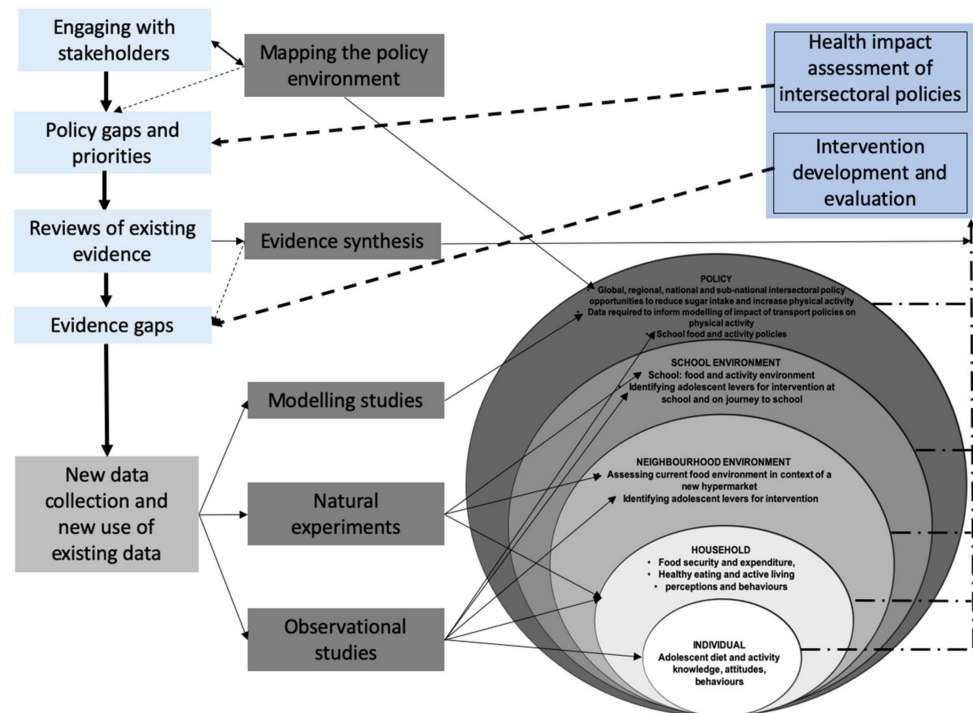 Engaging with
stakeholders
Mapping the policy
environment
Health impact
assessment of
intersectoral policies
Policy gaps and
priorities
Intervention
development and
evaluation
Reviews of existing
evidence
Evidence synthesis
Evidence gaps
POLICY
• Global, regional, national and sub-national intersectoral policy
opportunities to reduce sugar intake and increase physical activity
• Data required to inform modelling of impact of transport policies on
physical activity
• School food and activity policies
SCHOOL ENVIRONMENT
• School: food and activity environment
• Identifying adolescent levers for intervention at
school and on journey to school
Modelling studies
NEIGHBOURHOOD ENVIRONMENT
Assessing current food environment in context of a
new hypermarket
Identifying adolescent levers for intervention
New data
collection and
new use of
existing data
Natural
experiments
HOUSEHOLD
• Food security and expenditure,
• Healthy eating and active living
• perceptions and behaviours
Observational
studies
INDIVIDUAL
Adolescent diet and activity
knowledge, attitudes,
behaviours